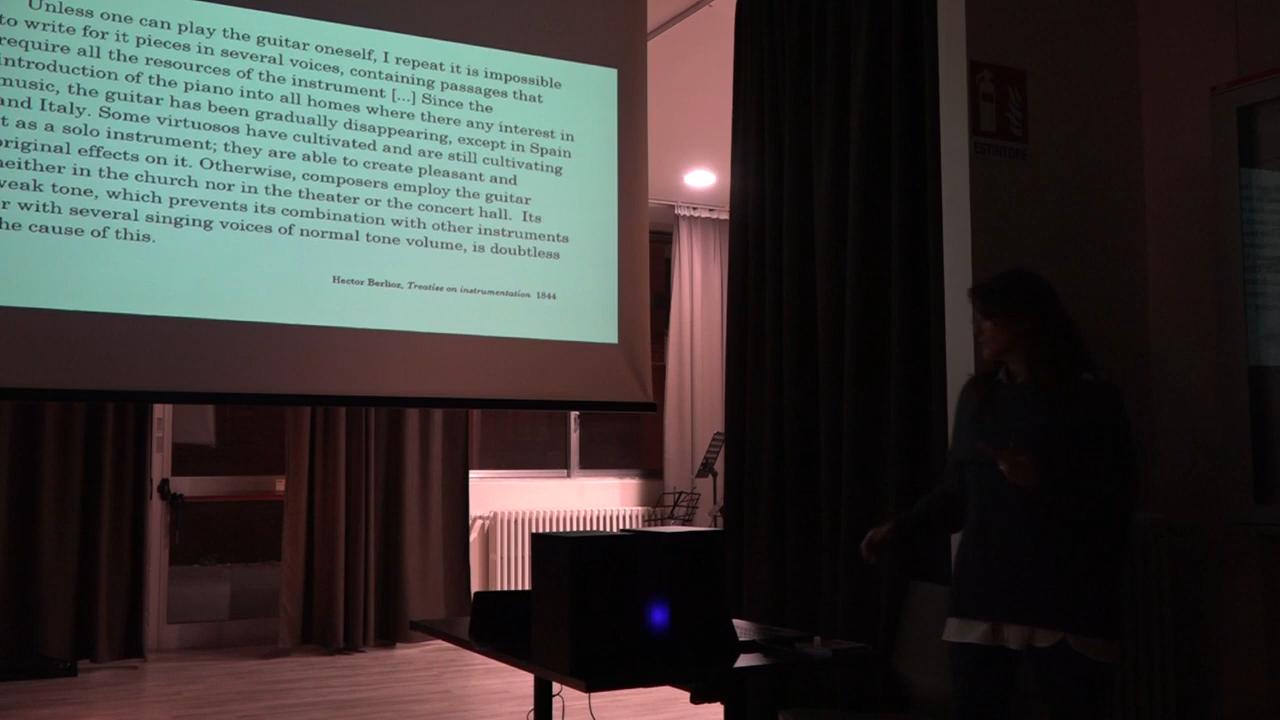 Unless one can play the guitar oneself, I repeat it is impossible
to write for it pieces in several voices, containing passages that
require all the resources of the instrument [...] Since the
introduction of the piano into all homes where there any interest in
music, the guitar has been gradually disappearing, except in Spain
and Italy. Some virtuosos have cultivated and are still cultivating
t as a solo instrument; they are able to create pleasant and
original effects on it. Otherwise, composers employ the guitar
neither in the church nor in the theater or the concert hall. Its
weak tone, which prevents its combination with other instruments
r with several singing voices of normal tone volume, is doubtless
he cause of this.
Hector Berlioz, Treatise on instrumentation 1844
ESTINTORE